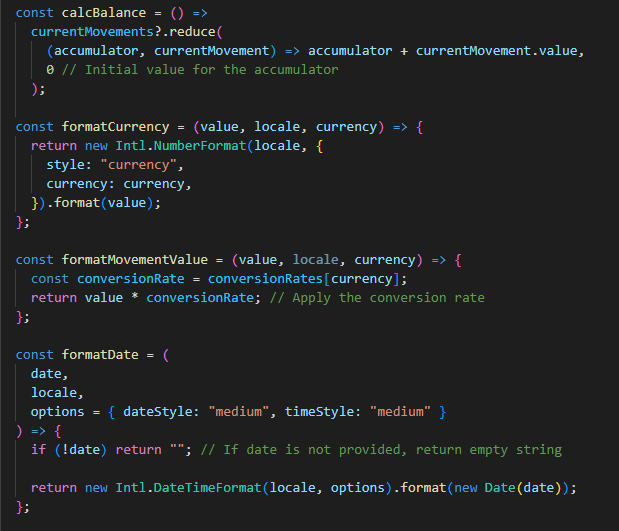 const calcBalance = () =>
  currentMovements?.reduce(
    (accumulator, currentMovement) => accumulator + currentMovement.value,
    0 // Initial value for the accumulator
  );

const formatCurrency = (value, locale, currency) => {
  return new Intl.NumberFormat(locale, {
    style: "currency",
    currency: currency,
  }).format(value);
};

const formatMovementValue = (value, locale, currency) => {
  const conversionRate = conversionRates[currency];
  return value * conversionRate; // Apply the conversion rate
};

const formatDate = (
  date,
  locale,
  options = { dateStyle: "medium", timeStyle: "medium" }
) => {
  if (!date) return ""; // If date is not provided, return empty string

  return new Intl.DateTimeFormat(locale, options).format(new Date(date));
};